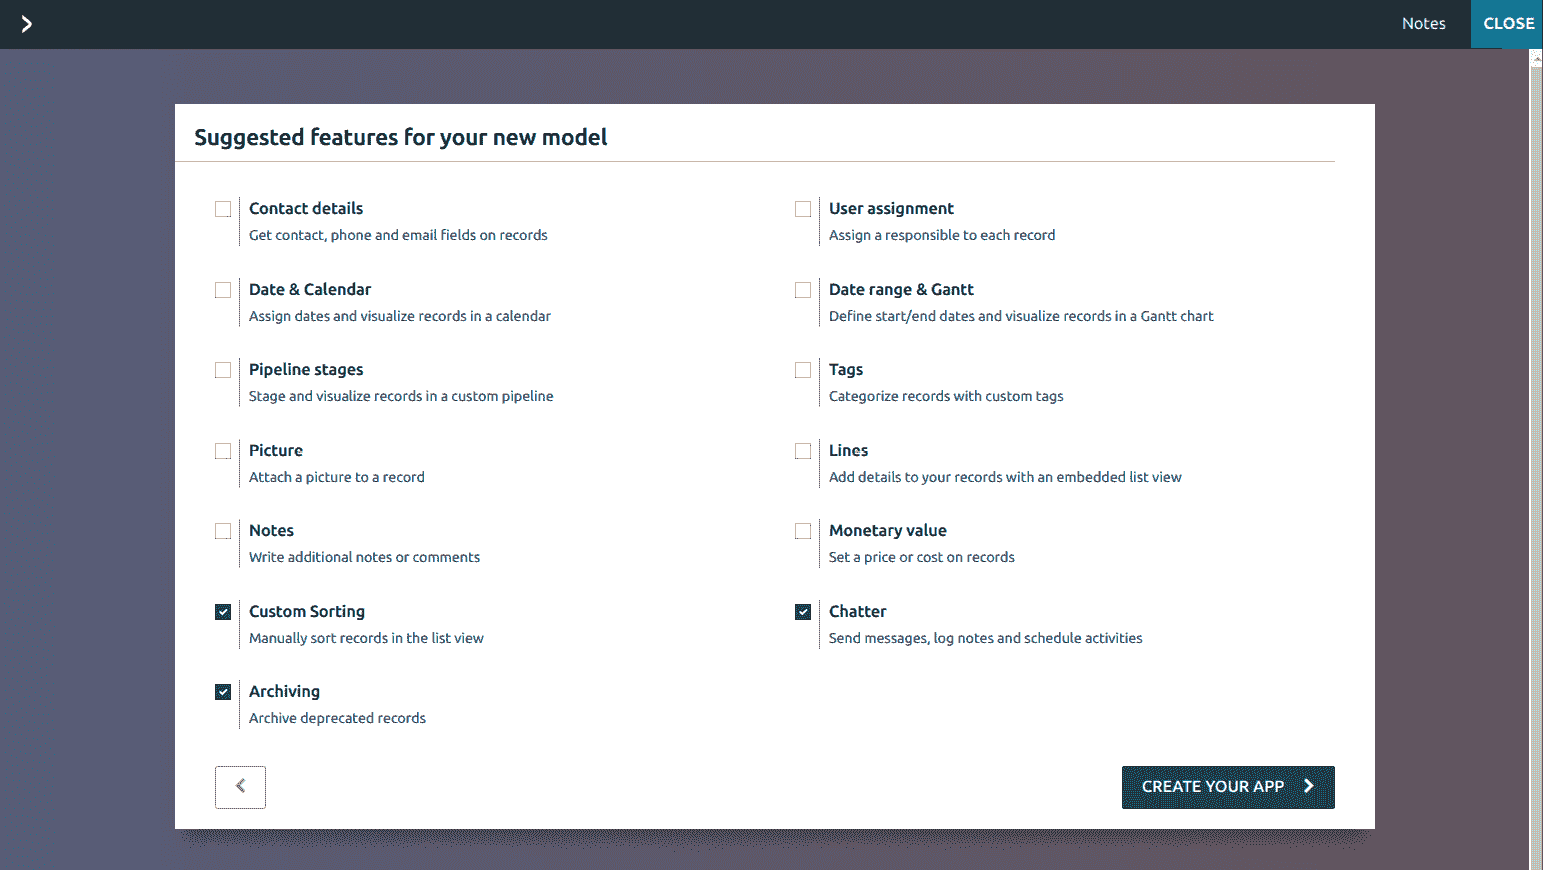 Notes
CLOSE
Suggested features for your new model
Contact details
Get contact, phone and email fields on records
User assignment
Assign a responsible to each record
Date & Calendar
Assign dates and visualize records in a calendar
Date range & Gantt
Define start/end dates and visualize records in a Gantt chart
Pipeline stages
Stage and visualize records in a custom pipeline
Tags
Categorize records with custom tags
Picture
Attach a picture to a record
Lines
Add details to your records with an embedded list view
Notes
Write additional notes or comments
Monetary value
Set a price or cost on records
Custom Sorting
Manually sort records in the list view
Chatter
Send messages, log notes and schedule activities
Archiving
Archive deprecated records
CREATE YOUR APP